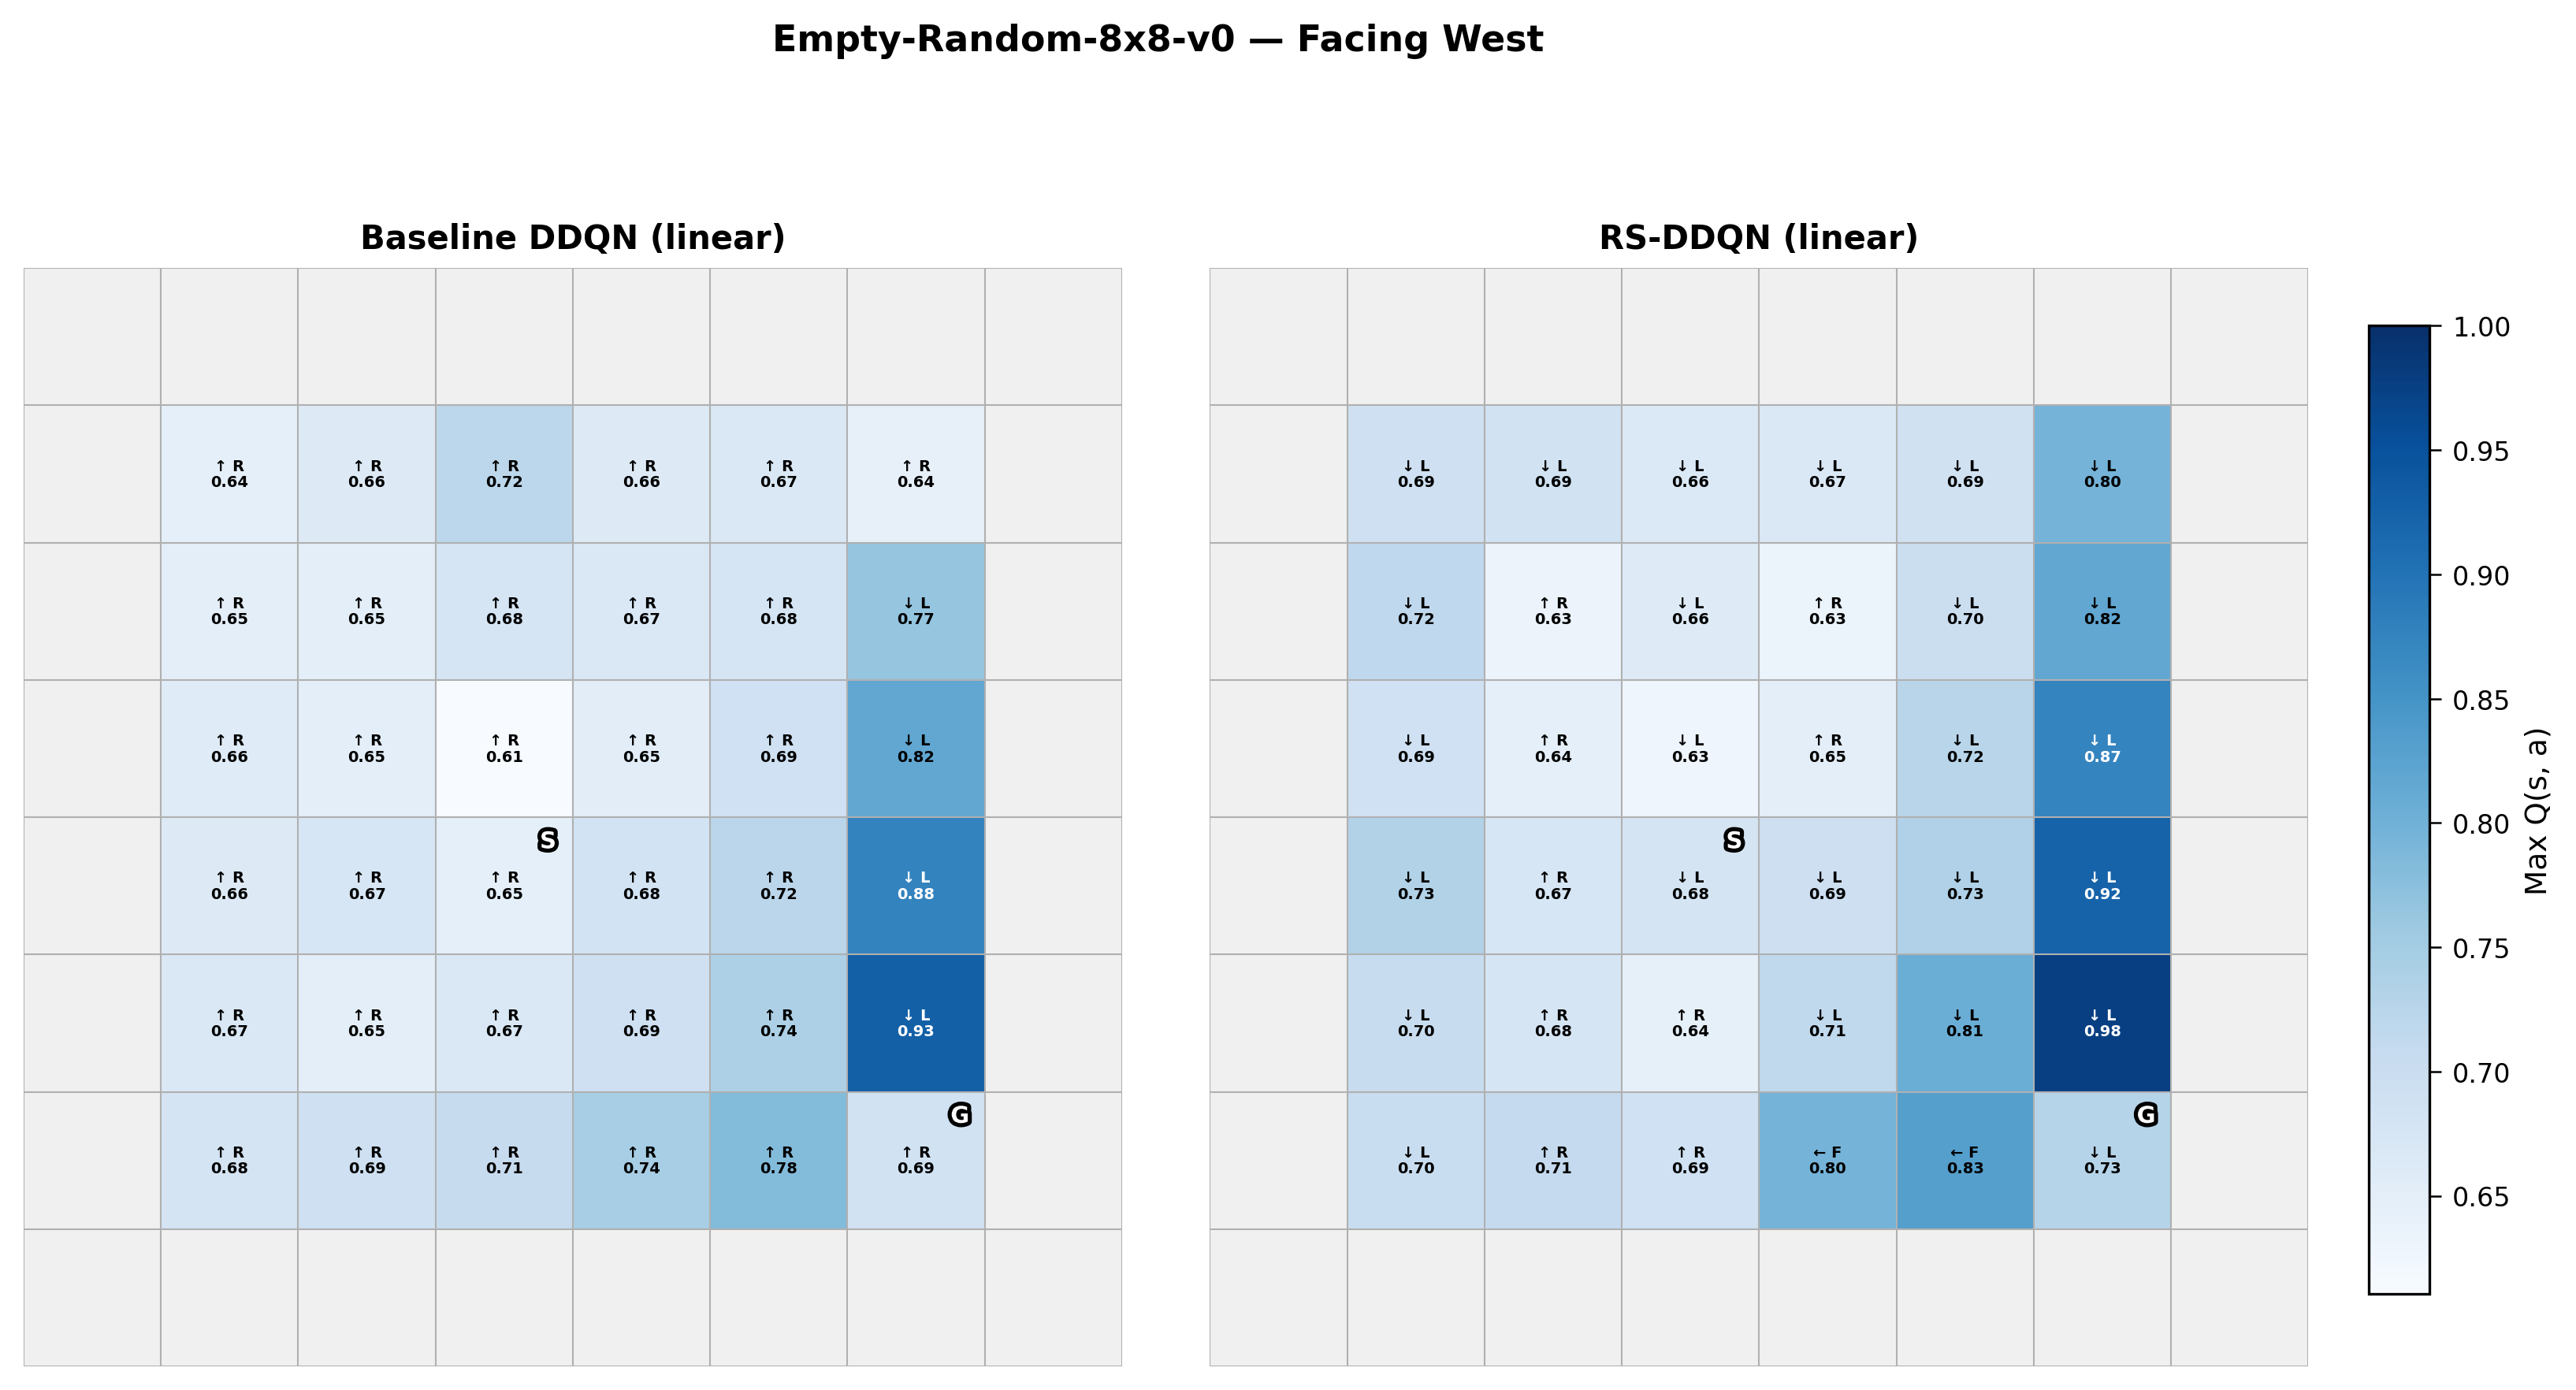 Empty-Random-8x8-v0 — Facing West
Baseline DDQN (linear)
↑ R ↑ R ↑ R ↑ R ↑ R ↑ R
0.64 0.66 0.72 0.66 0.67 0.64
↑ R ↑ R ↑ R ↑ R ↑ R ↓ L
0.65 0.65 0.68 0.67 0.68 0.77
↑ R ↑ R ↑ R ↑ R ↑ R ↓ L
0.66 0.65 0.61 0.65 0.69 0.82
S
↑ R ↑ R ↑ R ↑ R ↑ R ↓ L
0.66 0.67 0.65 0.68 0.72 0.88
↑ R ↑ R ↑ R ↑ R ↑ R ↓ L
0.67 0.65 0.67 0.69 0.74 0.93
G
↑ R ↑ R ↑ R ↑ R ↑ R ↑ R
0.68 0.69 0.71 0.74 0.78 0.69
RS-DDQN (linear)
↓ L ↓ L ↓ L ↓ L ↓ L ↓ L
0.69 0.69 0.66 0.67 0.69 0.80
↓ L ↑ R ↓ L ↑ R ↓ L ↓ L
0.72 0.63 0.66 0.63 0.70 0.82
↓ L ↑ R ↓ L ↑ R ↓ L ↓ L
0.69 0.64 0.63 0.65 0.72 0.87
S
↓ L ↑ R ↓ L ↓ L ↓ L ↓ L
0.73 0.67 0.68 0.69 0.73 0.92
↓ L ↑ R ↑ R ↓ L ↓ L ↓ L
0.70 0.68 0.64 0.71 0.81 0.98
G
↓ L ↑ R ↑ R ← F ← F ↓ L
0.70 0.71 0.69 0.80 0.83 0.73
1.00
0.95
0.90
0.85
0.80
0.75
0.70
0.65
Max Q(s, a)